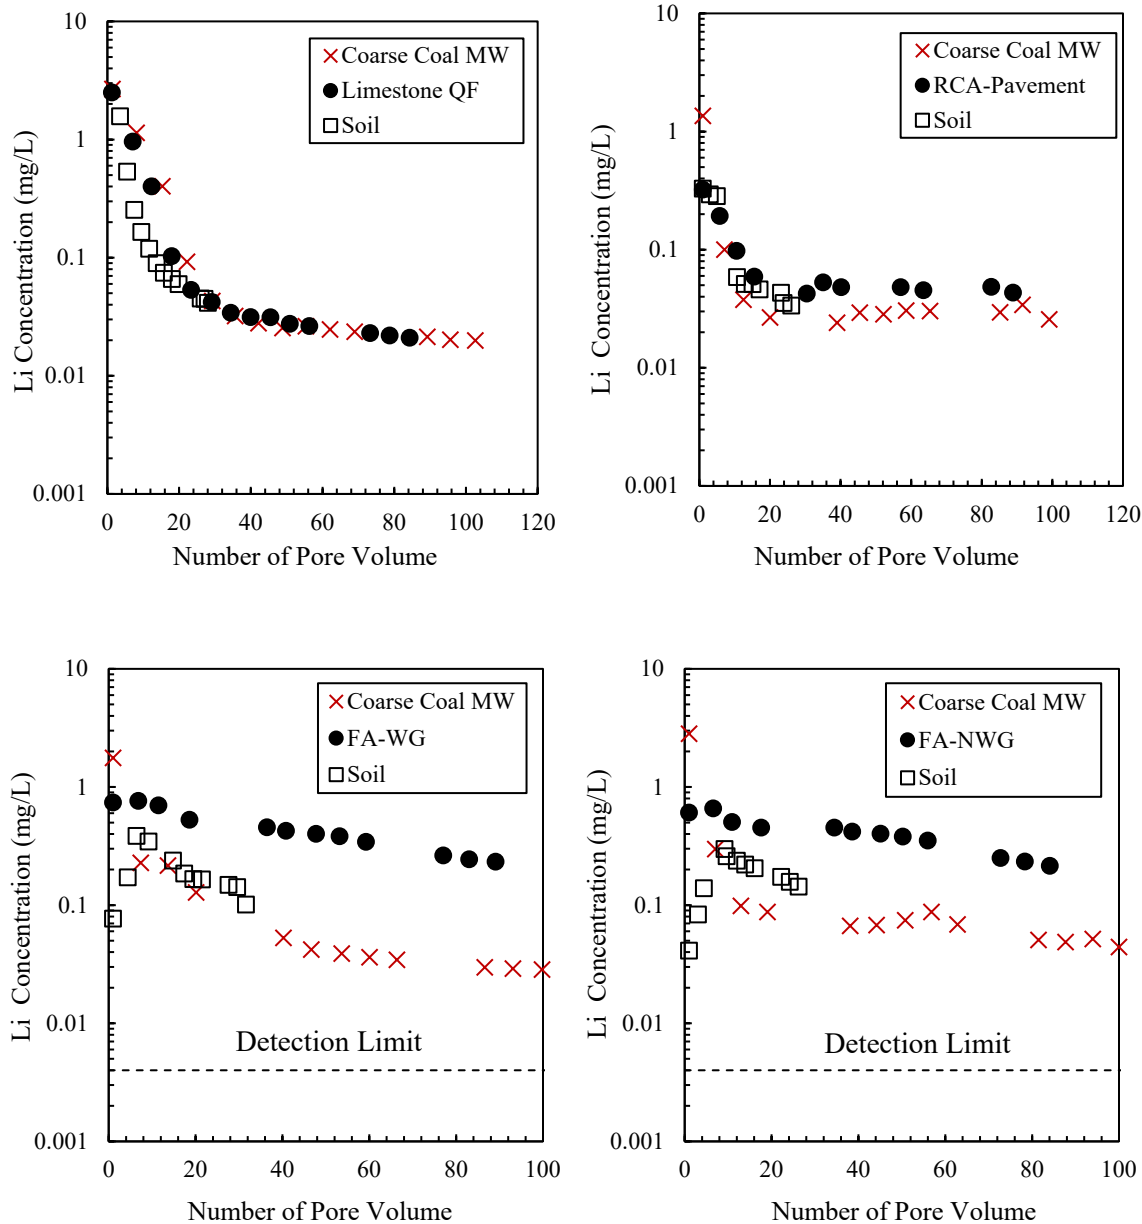 10
1
0.1
0.01
0.001
Li Concentration (mg/L)
Coarse Coal MW
Limestone QF
Soil
0 20 40 60 80 100 120
Number of Pore Volume
10
1
0.1
0.01
0.001
Li Concentration (mg/L)
Coarse Coal MW
RCA-Pavement
Soil
0 20 40 60 80 100 120
Number of Pore Volume
10
1
0.1
0.01
0.001
Li Concentration (mg/L)
Coarse Coal MW
FA-WG
Soil
Detection Limit
0 20 40 60 80 100
Number of Pore Volume
10
1
0.1
0.01
0.001
Li Concentration (mg/L)
Coarse Coal MW
FA-NWG
Soil
Detection Limit
0 20 40 60 80 100
Number of Pore Volume